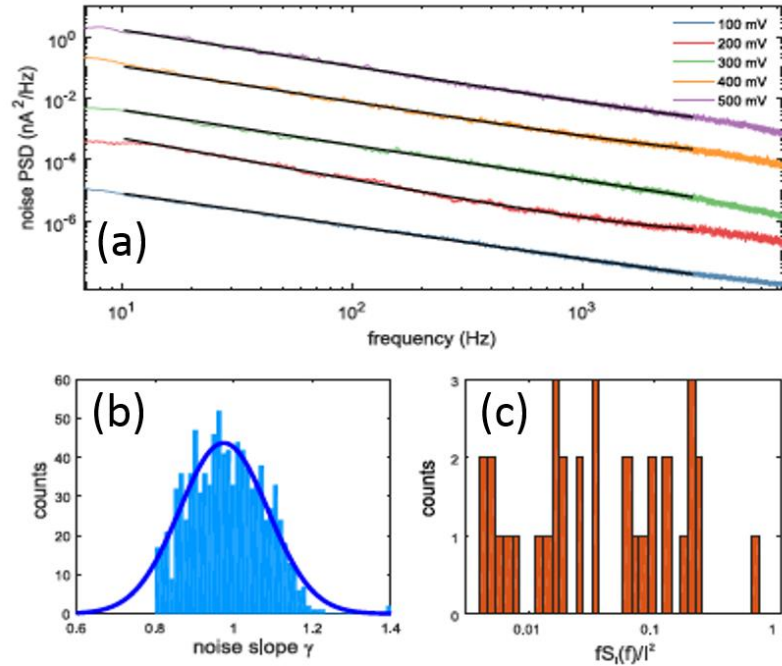 noise PSD (nA²/Hz)
10⁰
10⁻²
10⁻⁴
10⁻⁶
100 mV
200 mV
300 mV
400 mV
500 mV
(a)
10¹
10²
10³
frequency (Hz)
(b)
counts
60
50
40
30
20
10
0
0.6
0.8
1
1.2
1.4
noise slope γ
(c)
counts
3
2
1
0
0.01
0.1
1
fSᵢ(f)/I²